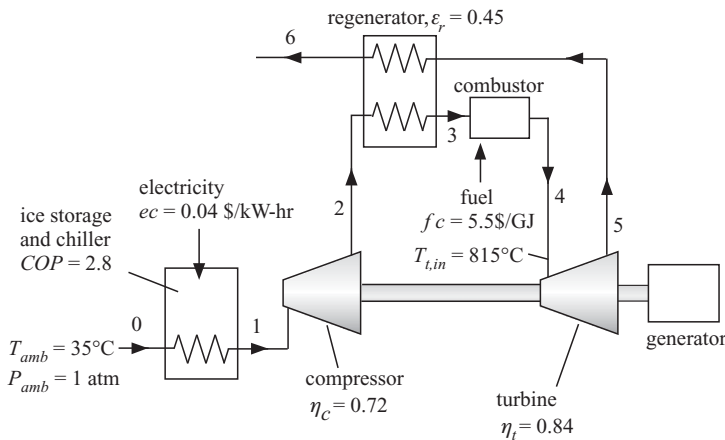 regenerator, εr = 0.45
6
combustor
3
electricity
ec = 0.04 $/kW-hr
2
fuel
fc = 5.5$/GJ
4
5
ice storage
and chiller
COP = 2.8
Tt,in = 815°C
0
1
Tamb = 35°C
Pamb = 1 atm
generator
compressor
ηc = 0.72
turbine
ηt = 0.84